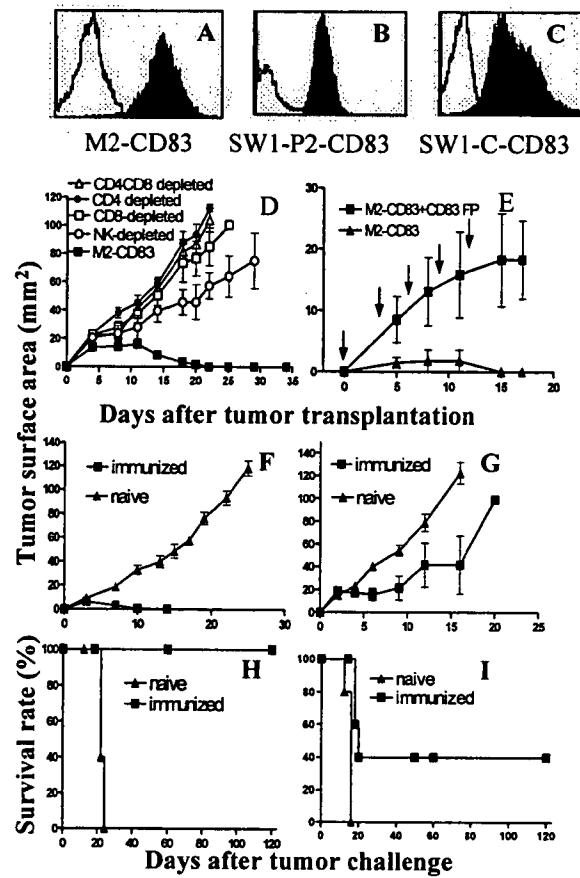 A
B
C
M2-CD83
SW1-P2-CD83
SW1-C-CD83
CD4CD8 depleted
CD4 depleted
CD8-depleted
NK-depleted
M2-CD83
D
120
100
80
60
40
20
0
0 5 10 15 20 25 30 35
M2-CD83+CD83 FP
M2-CD83
E
30
20
10
0
0 5 10 15 20
Tumor surface area (mm²)
Days after tumor transplantation
immunized
naive
F
140
120
100
80
60
40
20
0
0 10 20 30
immunized
naive
G
140
120
100
80
60
40
20
0
0 5 10 15 20 25
Survival rate (%)
naive
immunized
H
100
80
60
40
20
0
0 20 40 60 80 100 120
naive
immunized
I
100
80
60
40
20
0
0 20 40 60 80 100 120
Days after tumor challenge